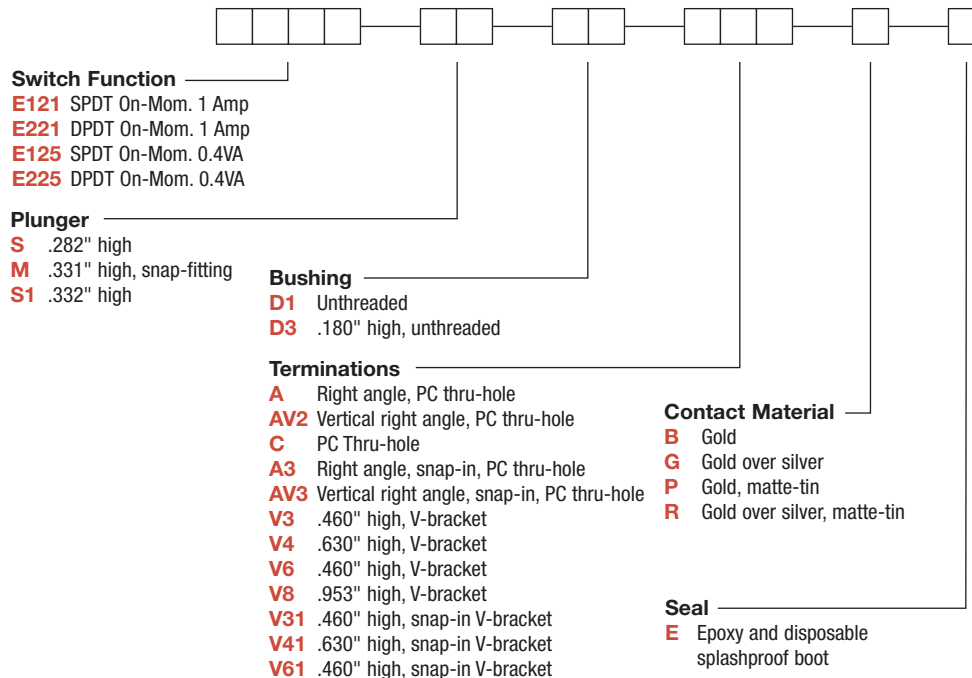 Switch Function
E121 SPDT On-Mom. 1 Amp
E221 DPDT On-Mom. 1 Amp
E125 SPDT On-Mom. 0.4VA
E225 DPDT On-Mom. 0.4VA
Plunger
S .282" high
M .331" high, snap-fitting
S1 .332" high
Bushing
D1 Unthreaded
D3 .180" high, unthreaded
Terminations
A Right angle, PC thru-hole
AV2 Vertical right angle, PC thru-hole
C PC Thru-hole
A3 Right angle, snap-in, PC thru-hole
AV3 Vertical right angle, snap-in, PC thru-hole
V3 .460" high, V-bracket
V4 .630" high, V-bracket
V6 .460" high, V-bracket
V8 .953" high, V-bracket
V31 .460" high, snap-in V-bracket
V41 .630" high, snap-in V-bracket
V61 .460" high, snap-in V-bracket
Contact Material
B Gold
G Gold over silver
P Gold, matte-tin
R Gold over silver, matte-tin
Seal
E Epoxy and disposable
splashproof boot